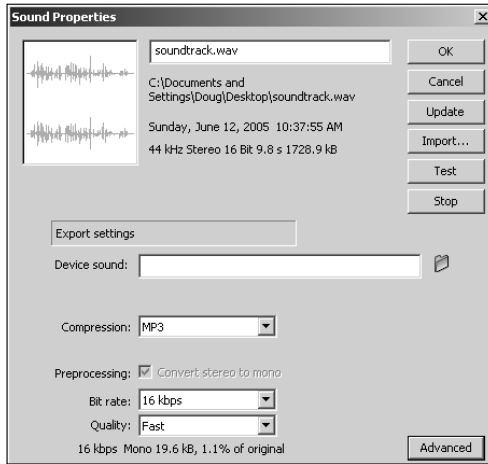 Sound Properties
soundtrack.wav
OK
C:\Documents and
Settings\Doug\Desktop\soundtrack.wav
Cancel
Update
Sunday, June 12, 2005 10:37:55 AM
44 kHz Stereo 16 Bit 9.8 s 1728.9 kB
Import...
Test
Stop
Export settings
Device sound:
Compression: MP3
Preprocessing: Convert stereo to mono
Bit rate: 16 kbps
Quality: Fast
16 kbps Mono 19.6 kB, 1.1% of original
Advanced